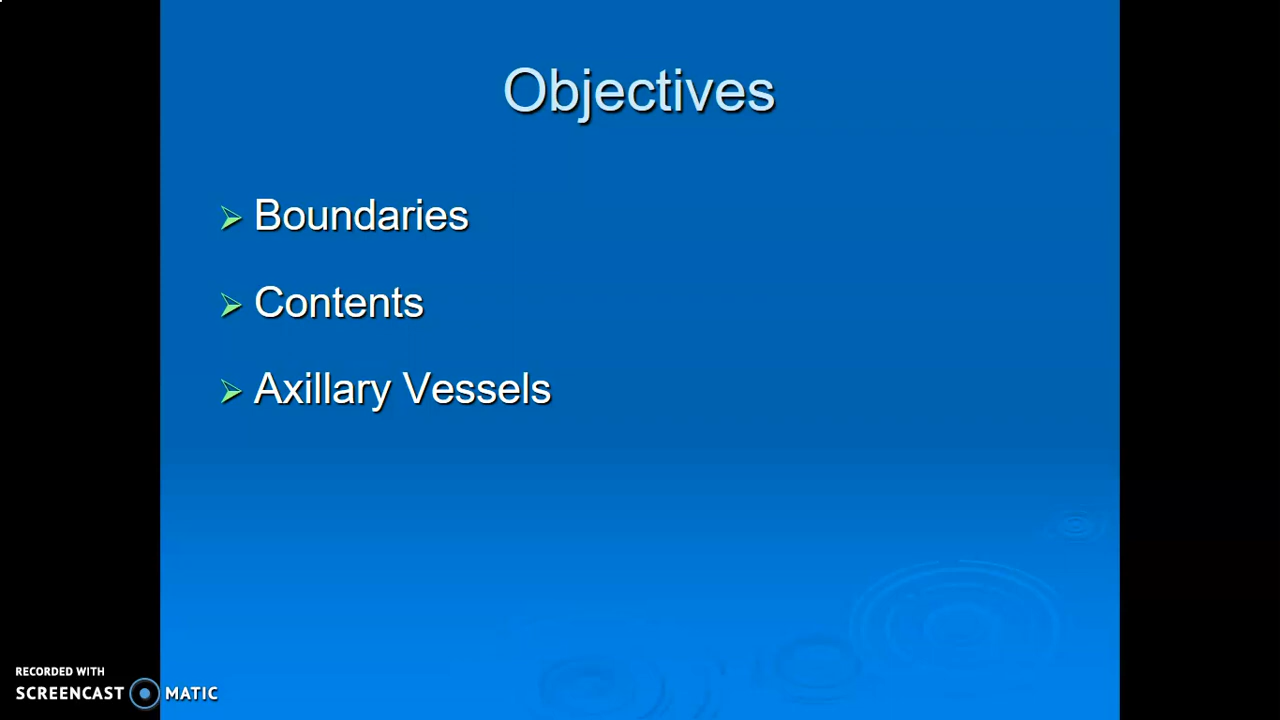 Objectives
Boundaries
Contents
Axillary Vessels
RECORDED WITH
SCREENCAST MATIC